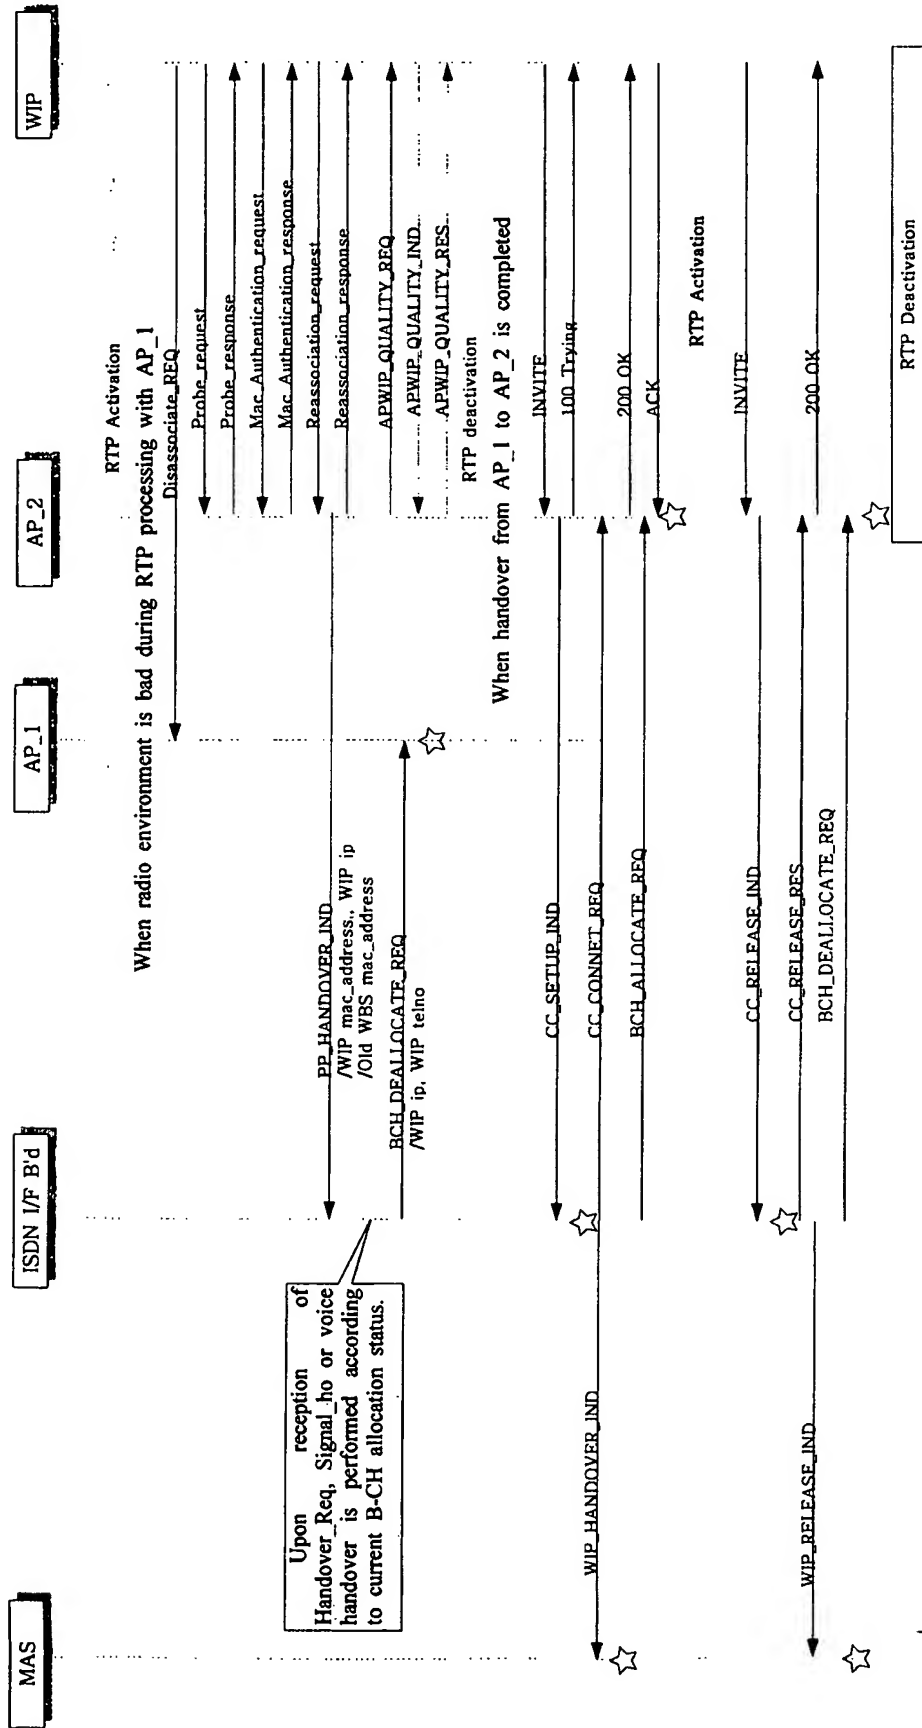 MAS
ISDN I/F B'd
AP_1
AP_2
WIP
RTP Activation
When radio environment is bad during RTP processing with AP_1
Disassociate_REQ
Probe_request
Probe_response
Mac_Authentication_request
Mac_Authentication_response
Reassociation_request
PP_HANDOVER_IND
/WIP mac_address., WIP ip
/Old WBS mac_address
Reassociation_response
Upon reception of
Handover_Req, Signal_ho or voice
handover is performed according
to current B-CH allocation status.
APWIP_QUALITY_REQ
BCH_DEALLOCATE_REQ
/WIP ip, WIP telno
APWIP_QUALITY_IND
APWIP_QUALITY_RES
RTP deactivation
When handover from AP_1 to AP_2 is completed
INVITE
CC_SETUP_IND
100 Trying
WIP_HANDOVER_IND
CC_CONNET_REQ
200 OK
BCH_ALLOCATE_REQ
ACK
RTP Activation
INVITE
CC_RELEASE_IND
CC_RELEASE_RES
WIP_RELEASE_IND
200 OK
BCH_DEALLOCATE_REQ
RTP Deactivation